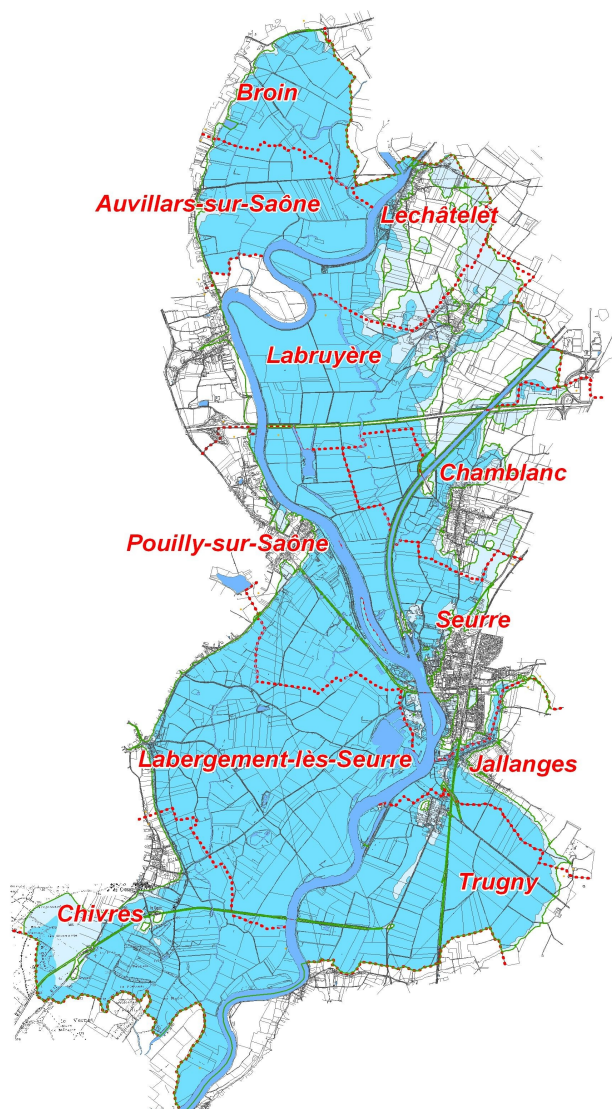 Broin
Auvillars-sur-Saône
Lechâtelet
Labruyère
Chamblanc
Pouilly-sur-Saône
Seurre
Labergement-lès-Seurre
Jallanges
Trugny
Chivres